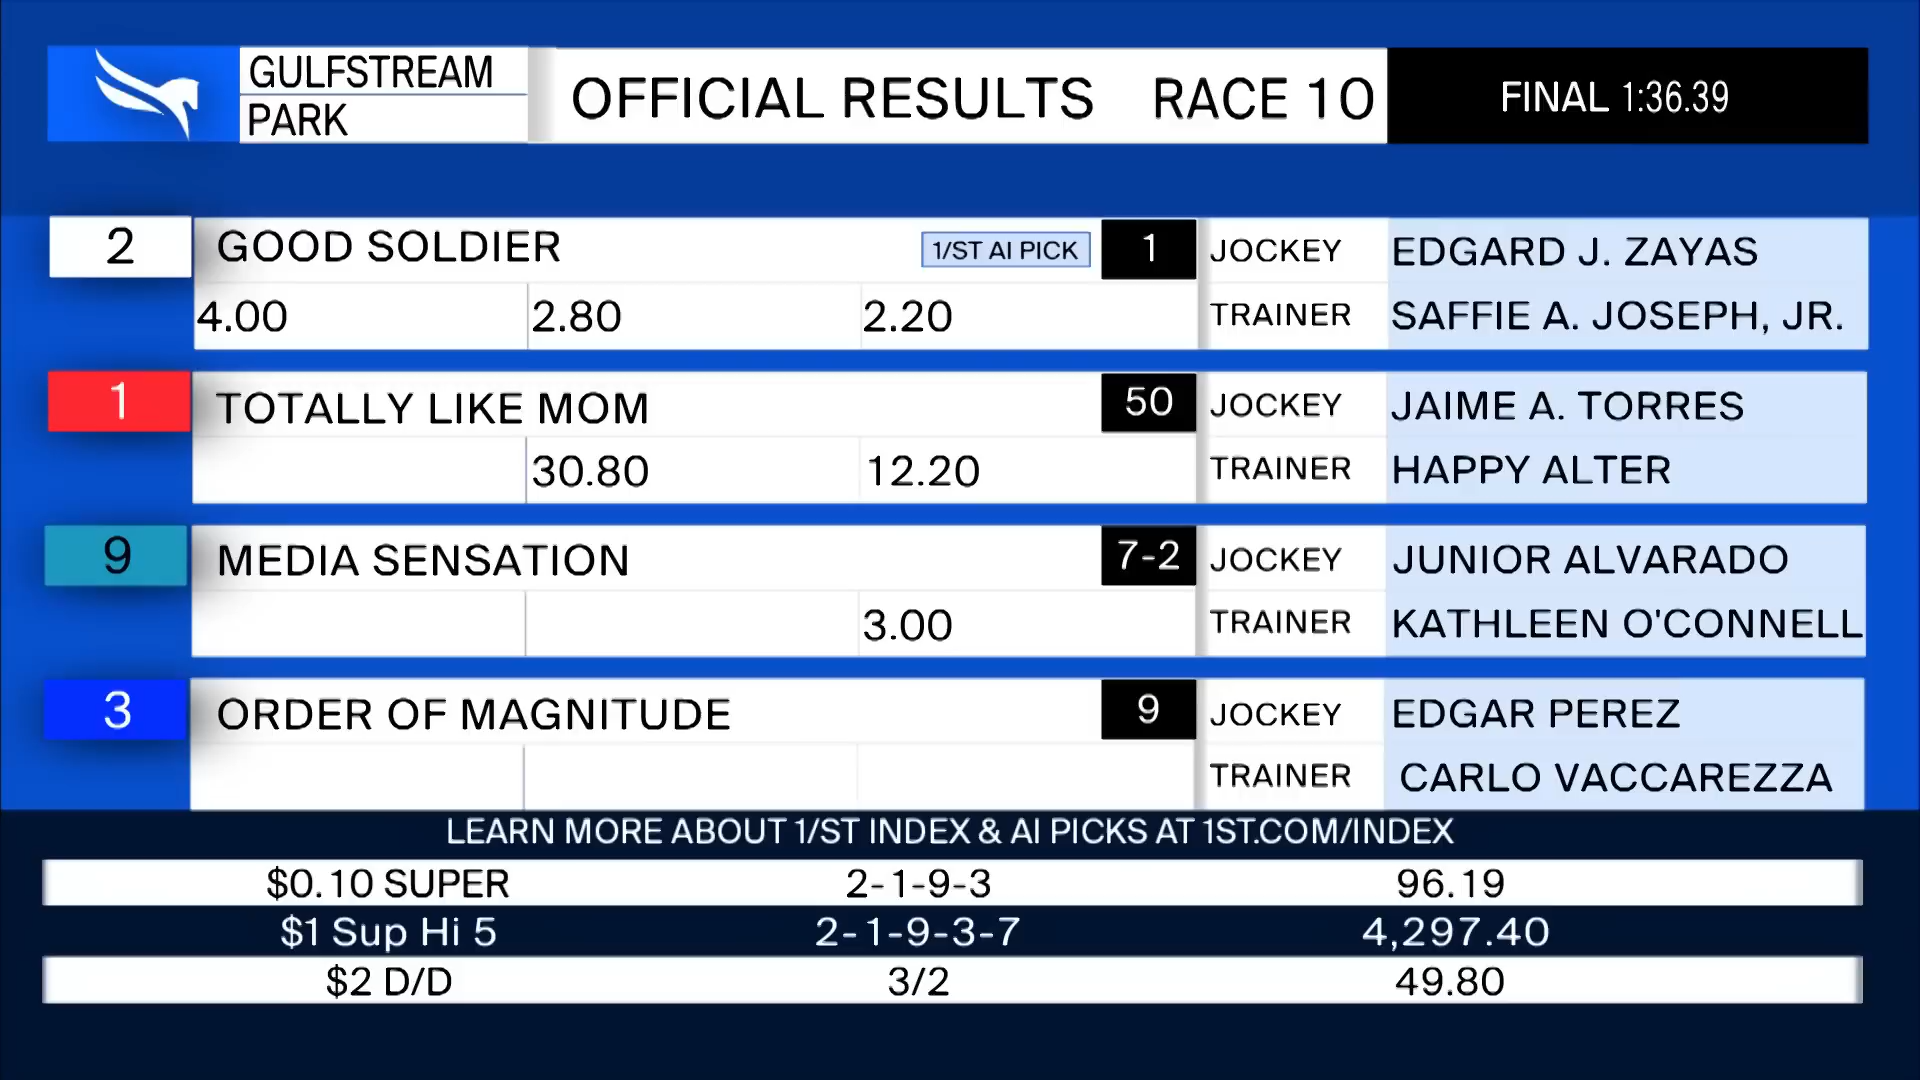 GULFSTREAM
PARK
OFFICIAL RESULTS RACE 10
FINAL 1:36.39
2 GOOD SOLDIER 1/ST AI PICK 1 JOCKEY EDGARD J. ZAYAS
4.00 2.80 2.20 TRAINER SAFFIE A. JOSEPH, JR.
1 TOTALLY LIKE MOM 50 JOCKEY JAIME A. TORRES
30.80 12.20 TRAINER HAPPY ALTER
9 MEDIA SENSATION 7-2 JOCKEY JUNIOR ALVARADO
3.00 TRAINER KATHLEEN O'CONNELL
3 ORDER OF MAGNITUDE 9 JOCKEY EDGAR PEREZ
TRAINER CARLO VACCAREZZA
LEARN MORE ABOUT 1/ST INDEX & AI PICKS AT 1ST.COM/INDEX
$0.10 SUPER 2-1-9-3 96.19
$1 Sup Hi 5 2-1-9-3-7 4,297.40
$2 D/D 3/2 49.80